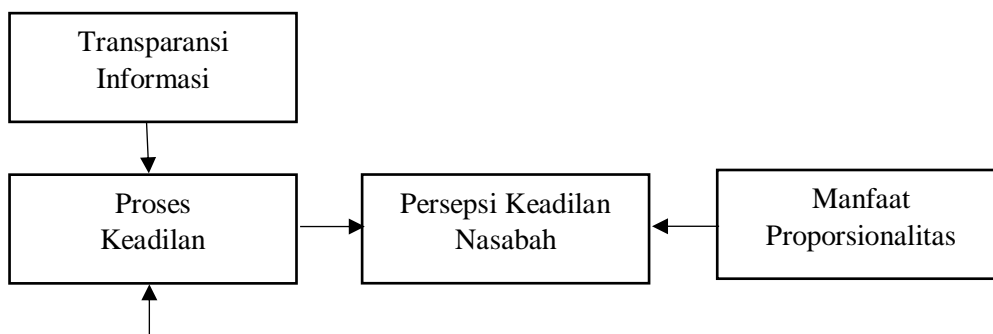 Transparansi
Informasi
Proses
Keadilan
Persepsi Keadilan
Nasabah
Manfaat
Proporsionalitas